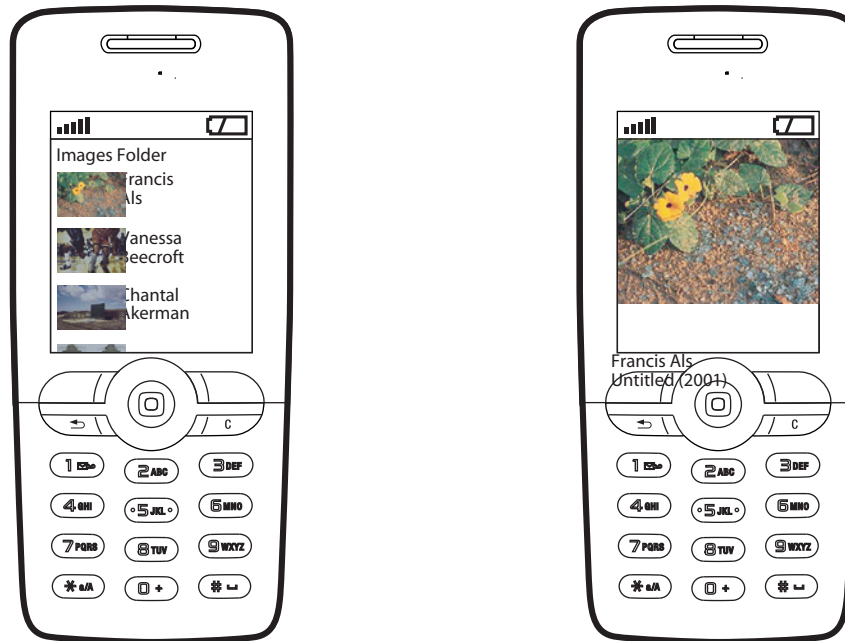 Images Folder
Francis
Als
Vanessa
Beecroft
Chantal
Akerman
C
1
2 ABC
3 DEF
4 GHI
5 JKL
6 MNO
7 PQRS
8 TUV
9 WXYZ
* a/A
0 +
#
Francis Als
Untitled (2001)
C
1
2 ABC
3 DEF
4 GHI
5 JKL
6 MNO
7 PQRS
8 TUV
9 WXYZ
* a/A
0 +
#